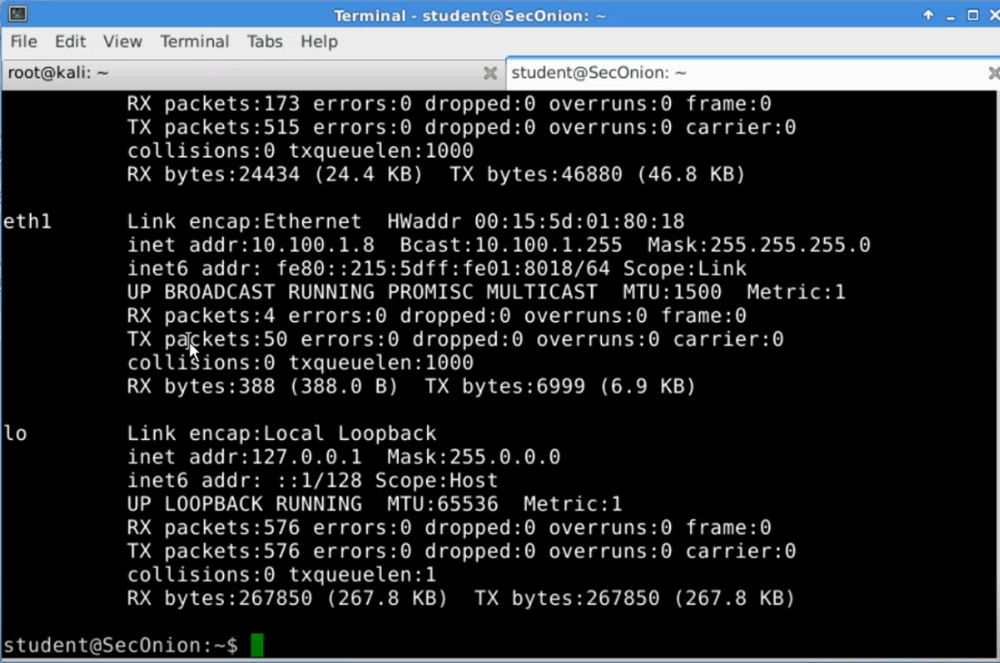 Terminal - student@SecOnion: ~
File Edit View Terminal Tabs Help
root@kali: ~ student@SecOnion: ~
RX packets:173 errors:0 dropped:0 overruns:0 frame:0
TX packets:515 errors:0 dropped:0 overruns:0 carrier:0
collisions:0 txqueuelen:1000
RX bytes:24434 (24.4 KB)  TX bytes:46880 (46.8 KB)
eth1 Link encap:Ethernet  HWaddr 00:15:5d:01:80:18
inet addr:10.100.1.8  Bcast:10.100.1.255  Mask:255.255.255.0
inet6 addr: fe80::215:5dff:fe01:8018/64 Scope:Link
UP BROADCAST RUNNING PROMISC MULTICAST  MTU:1500  Metric:1
RX packets:4 errors:0 dropped:0 overruns:0 frame:0
TX packets:50 errors:0 dropped:0 overruns:0 carrier:0
collisions:0 txqueuelen:1000
RX bytes:388 (388.0 B)  TX bytes:6999 (6.9 KB)
lo Link encap:Local Loopback
inet addr:127.0.0.1  Mask:255.0.0.0
inet6 addr: ::1/128 Scope:Host
UP LOOPBACK RUNNING  MTU:65536  Metric:1
RX packets:576 errors:0 dropped:0 overruns:0 frame:0
TX packets:576 errors:0 dropped:0 overruns:0 carrier:0
collisions:0 txqueuelen:1
RX bytes:267850 (267.8 KB)  TX bytes:267850 (267.8 KB)
student@SecOnion:~$